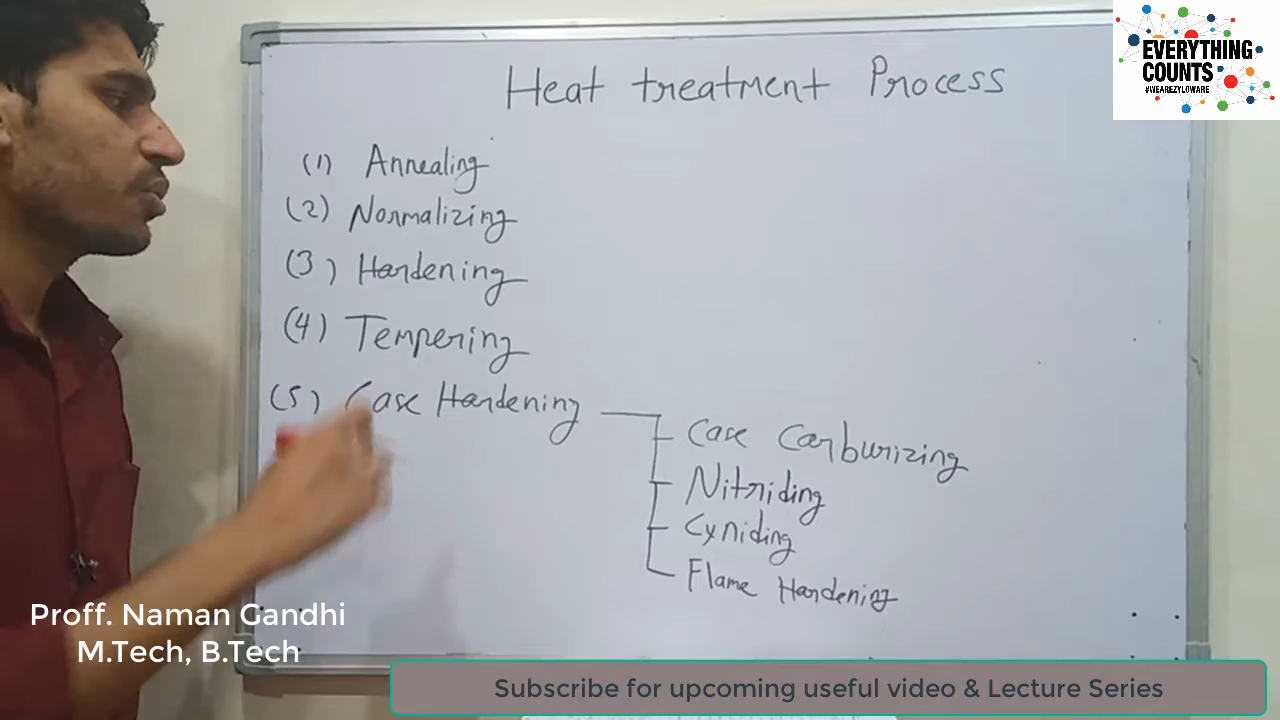 EVERYTHING
COUNTS
#WEAREZYLOWARE
Heat treatment Process
(1) Annealing
(2) Normalizing
(3) Hardening
(4) Tempering
(5) Case Hardening
Case Carburizing
Nitriding
Cyniding
Flame Hardening
Proff. Naman Gandhi
M.Tech, B.Tech
Subscribe for upcoming useful video & Lecture Series